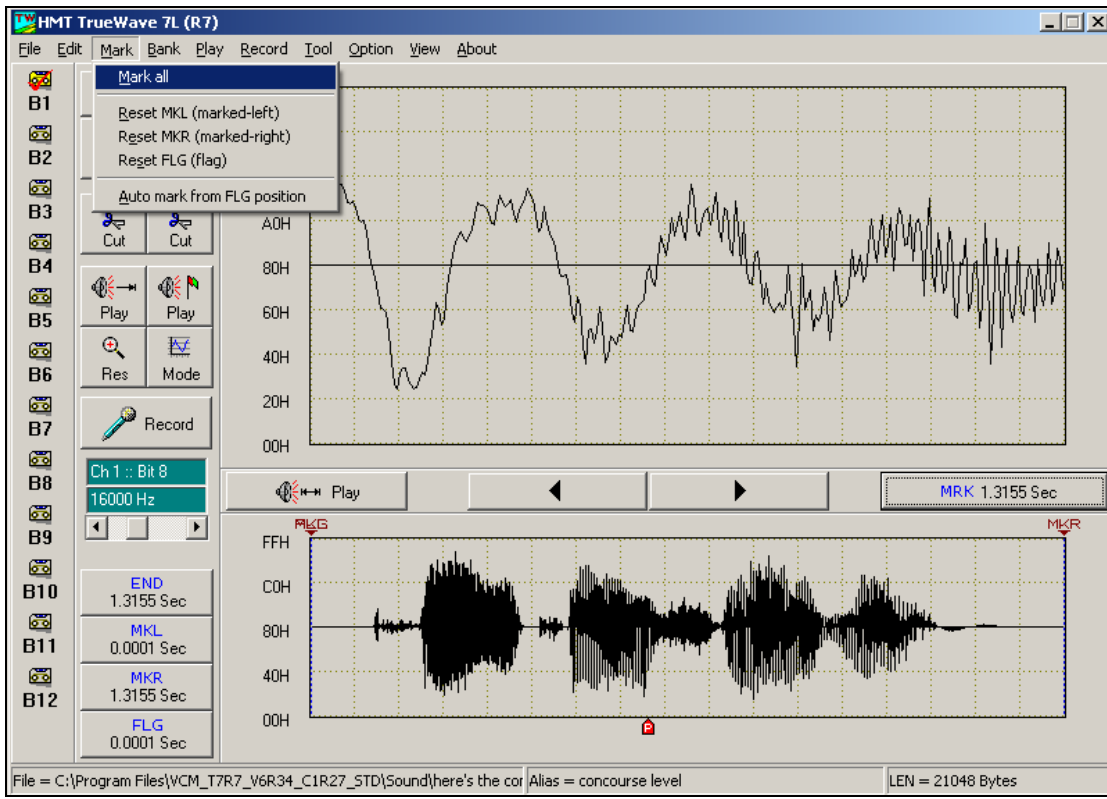 HMT TrueWave 7L (R7)
File Edit Mark Bank Play Record Tool Option View About
Mark all
Reset MKL (marked-left)
Reset MKR (marked-right)
Reset FLG (flag)
Auto mark from FLG position
B1
B2
B3
B4
B5
B6
B7
B8
B9
B10
B11
B12
Cut Cut
Play Play
Res Mode
Record
Ch 1 :: Bit 8
16000 Hz
END
1.3155 Sec
MKL
0.0001 Sec
MKR
1.3155 Sec
FLG
0.0001 Sec
A0H
80H
60H
40H
20H
00H
Play
MRK 1.3155 Sec
MKR
FFH
C0H
80H
40H
00H
P
File = C:\Program Files\VCM_T7R7_V6R34_C1R27_STD\Sound\here's the cor
Alias = concourse level
LEN = 21048 Bytes